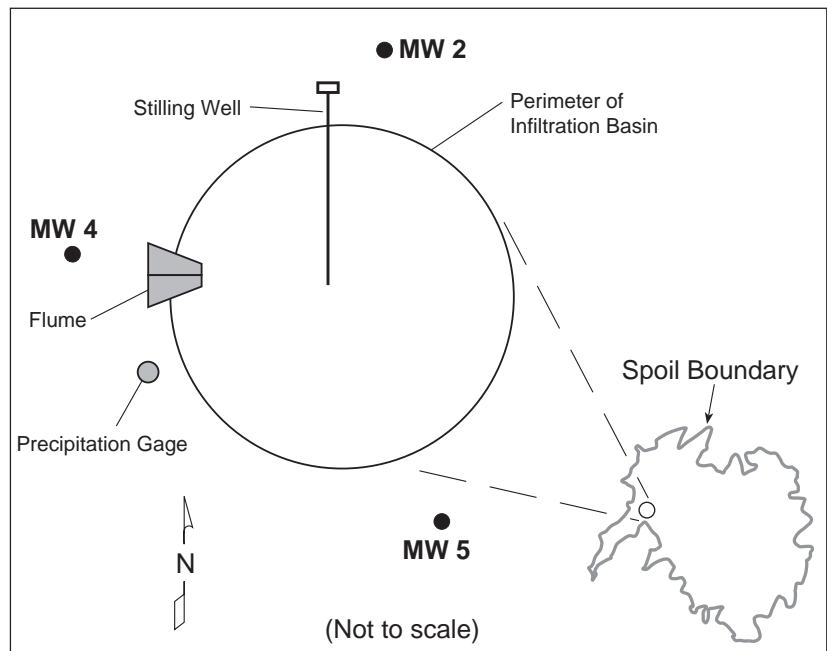 MW 2
Stilling Well
Perimeter of
Infiltration Basin
MW 4
Flume
Spoil Boundary
Precipitation Gage
MW 5
N
(Not to scale)